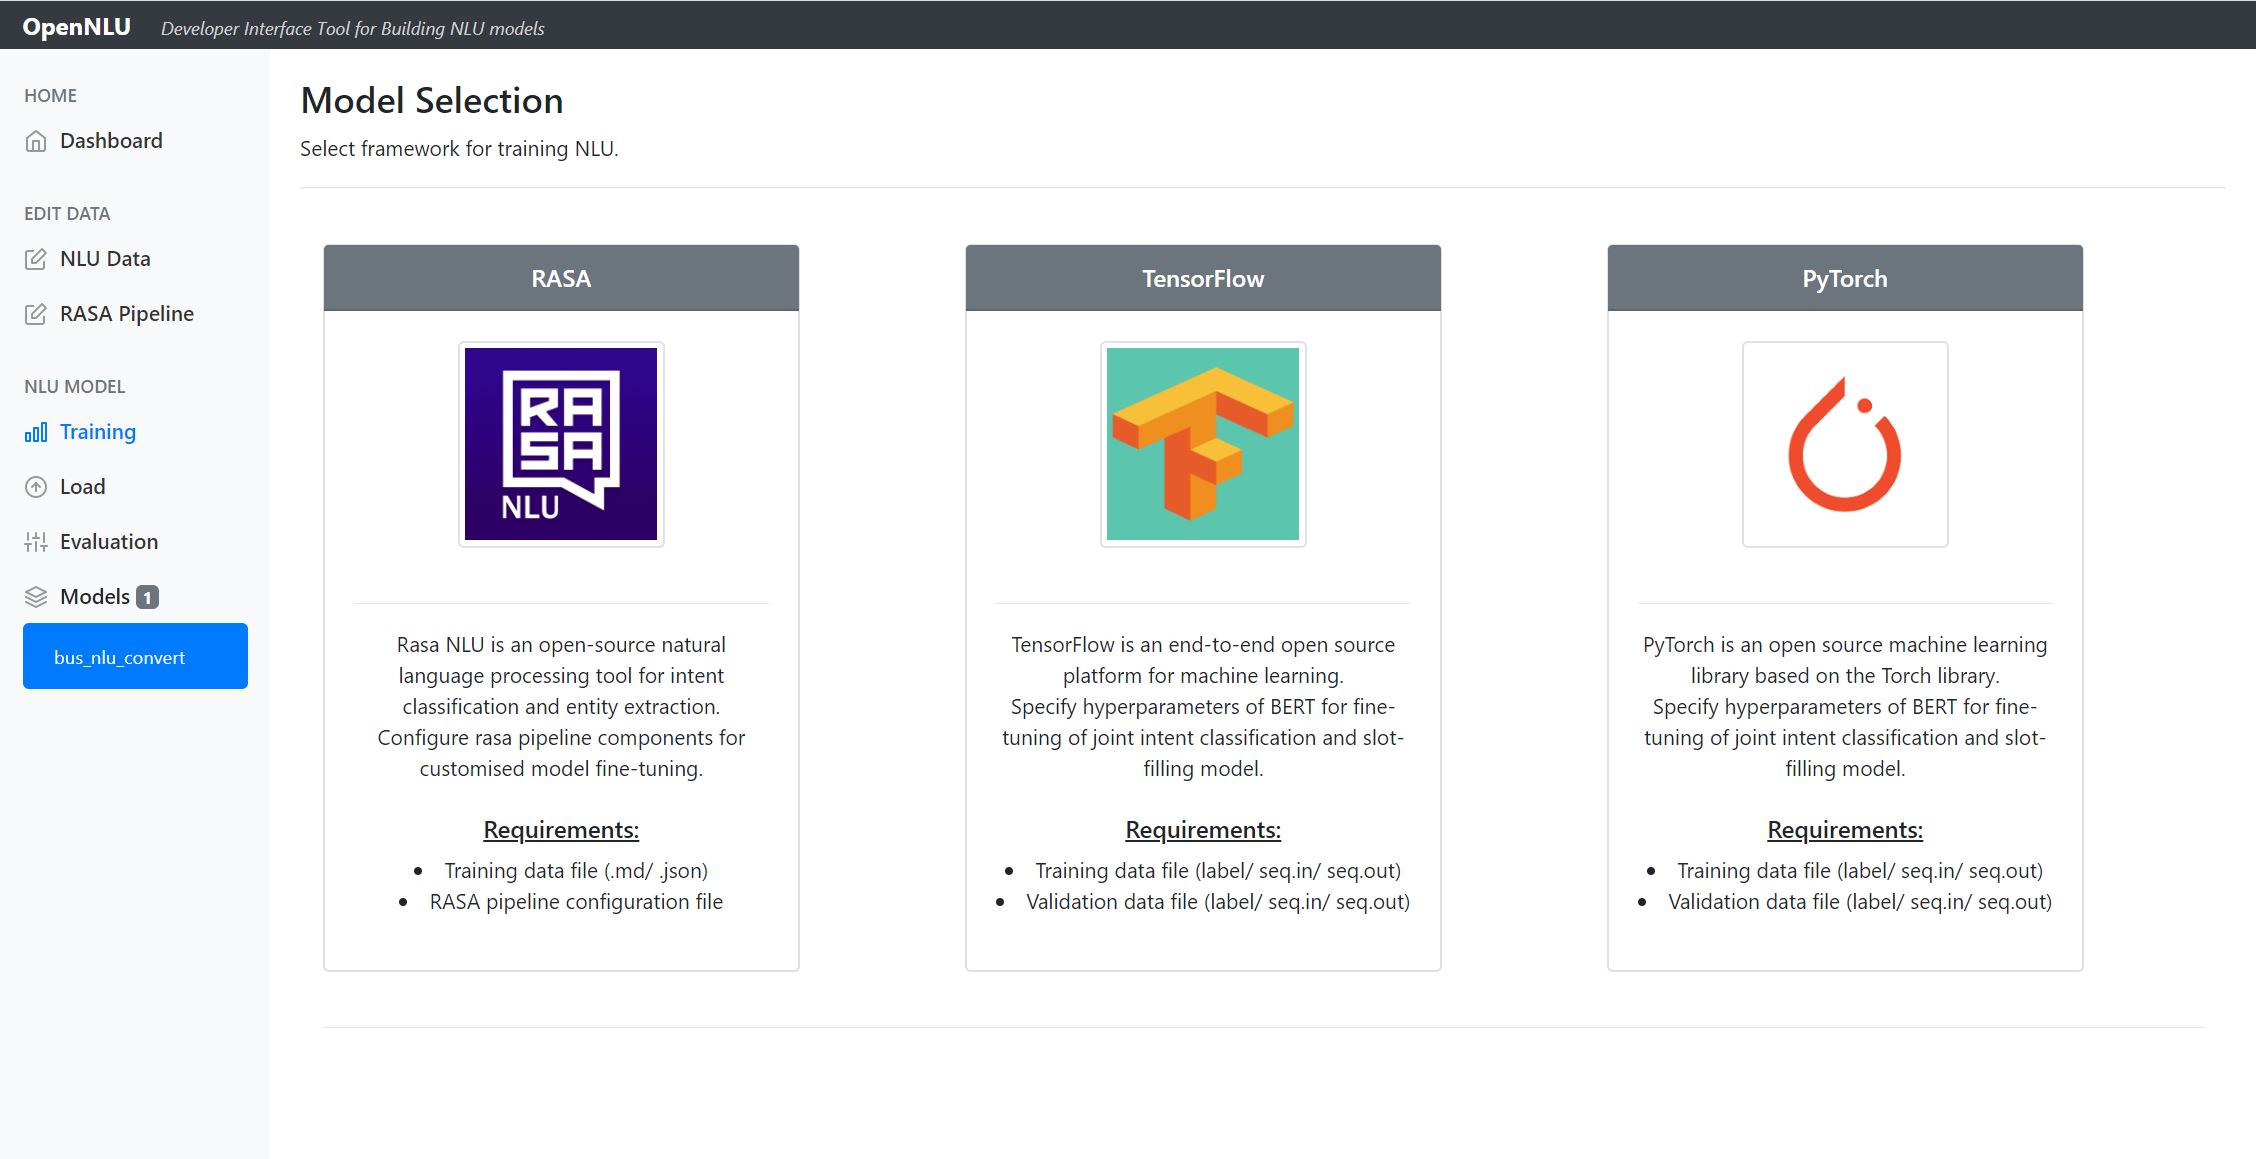 OpenNLU Developer Interface Tool for Building NLU models
HOME
Dashboard
EDIT DATA
NLU Data
RASA Pipeline
NLU MODEL
Training
Load
Evaluation
Models 1
bus_nlu_convert
Model Selection
Select framework for training NLU.
RASA
RA
SA
NLU
Rasa NLU is an open-source natural
language processing tool for intent
classification and entity extraction.
Configure rasa pipeline components for
customised model fine-tuning.
Requirements:
• Training data file (.md/ .json)
• RASA pipeline configuration file
TensorFlow
TensorFlow is an end-to-end open source
platform for machine learning.
Specify hyperparameters of BERT for fine-
tuning of joint intent classification and slot-
filling model.
Requirements:
• Training data file (label/ seq.in/ seq.out)
• Validation data file (label/ seq.in/ seq.out)
PyTorch
PyTorch is an open source machine learning
library based on the Torch library.
Specify hyperparameters of BERT for fine-
tuning of joint intent classification and slot-
filling model.
Requirements:
• Training data file (label/ seq.in/ seq.out)
• Validation data file (label/ seq.in/ seq.out)